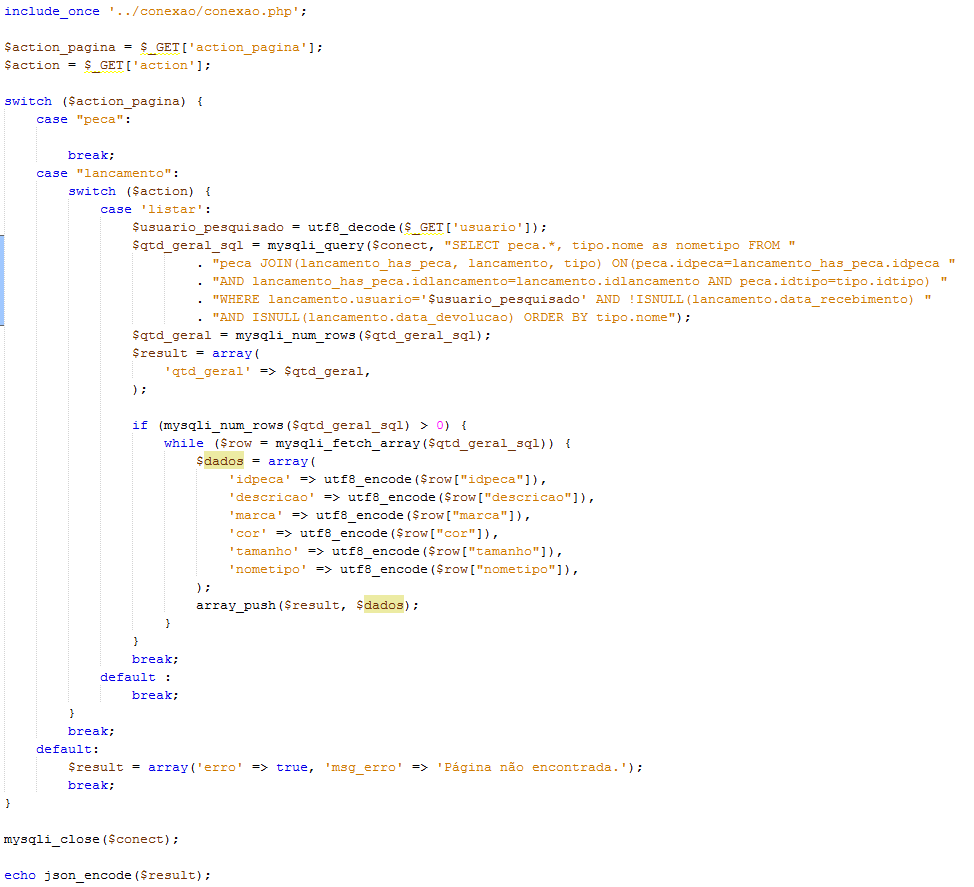 include_once '../conexao/conexao.php';
$action_pagina = $_GET['action_pagina'];
$action = $_GET['action'];
switch ($action_pagina) {
case "peca":
break;
case "lancamento":
switch ($action) {
case 'listar':
$usuario_pesquisado = utf8_decode($_GET['usuario']);
$qtd_geral_sql = mysqli_query($conect, "SELECT peca.*, tipo.nome as nometipo FROM "
. "peca JOIN(lancamento_has_peca, lancamento, tipo) ON(peca.idpeca=lancamento_has_peca.idpeca "
. "AND lancamento_has_peca.idlancamento=lancamento.idlancamento AND peca.idtipo=tipo.idtipo) "
. "WHERE lancamento.usuario='$usuario_pesquisado' AND !ISNULL(lancamento.data_recebimento) "
. "AND ISNULL(lancamento.data_devolucao) ORDER BY tipo.nome");
$qtd_geral = mysqli_num_rows($qtd_geral_sql);
$result = array(
'qtd_geral' => $qtd_geral,
);
if (mysqli_num_rows($qtd_geral_sql) > 0) {
while ($row = mysqli_fetch_array($qtd_geral_sql)) {
$dados = array(
'idpeca' => utf8_encode($row["idpeca"]),
'descricao' => utf8_encode($row["descricao"]),
'marca' => utf8_encode($row["marca"]),
'cor' => utf8_encode($row["cor"]),
'tamanho' => utf8_encode($row["tamanho"]),
'nometipo' => utf8_encode($row["nometipo"]),
);
array_push($result, $dados);
}
}
break;
default :
break;
}
break;
default:
$result = array('erro' => true, 'msg_erro' => 'Página não encontrada.');
break;
}
mysqli_close($conect);
echo json_encode($result);